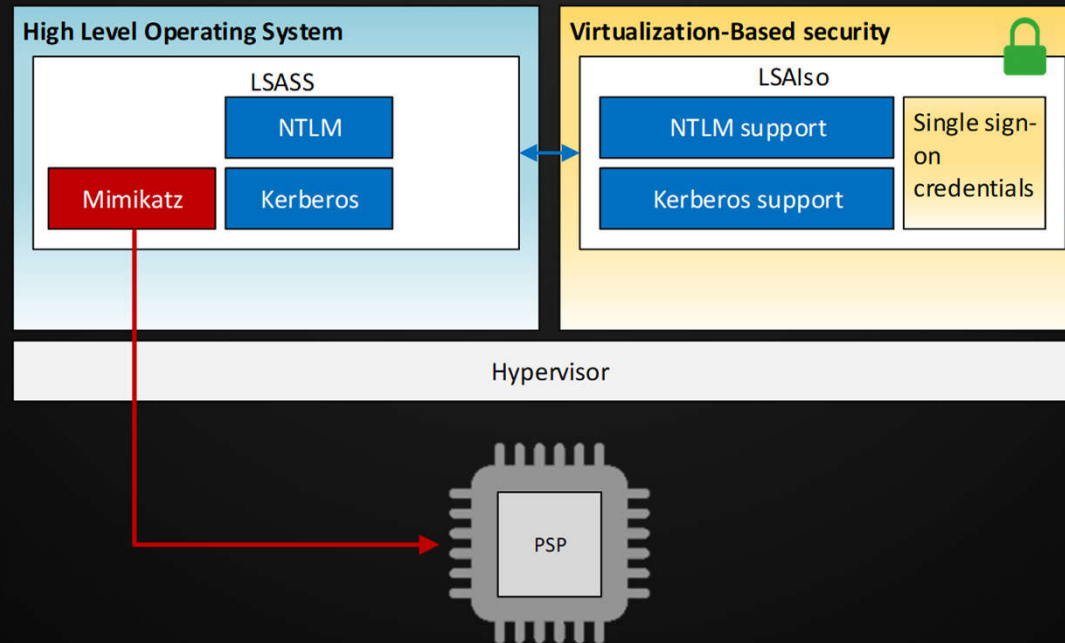 High Level Operating System
LSASS
NTLM
Mimikatz
Kerberos
Virtualization-Based security
LSAIso
NTLM support
Kerberos support
Single sign-
on
credentials
Hypervisor
PSP